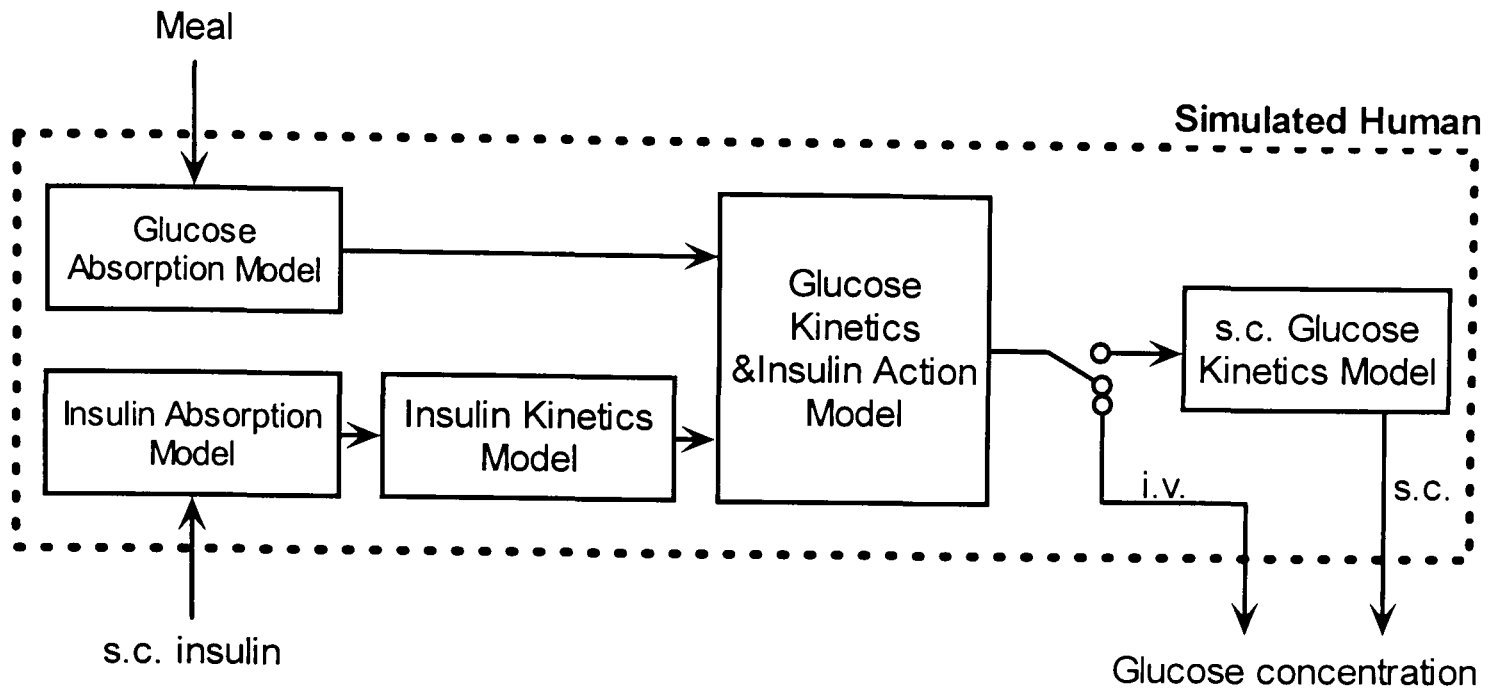 Meal
Simulated Human
Glucose
Absorption Model
Glucose
Kinetics
&Insulin Action
Model
s.c. Glucose
Kinetics Model
Insulin Absorption
Model
Insulin Kinetics
Model
i.v.
s.c.
s.c. insulin
Glucose concentration